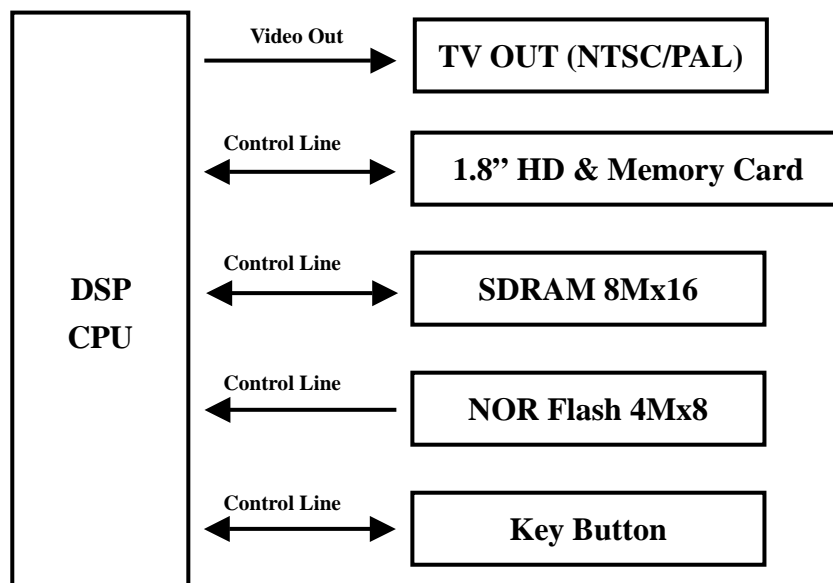 Video Out
TV OUT (NTSC/PAL)
Control Line
1.8” HD & Memory Card
Control Line
SDRAM 8Mx16
DSP
CPU
Control Line
NOR Flash 4Mx8
Control Line
Key Button